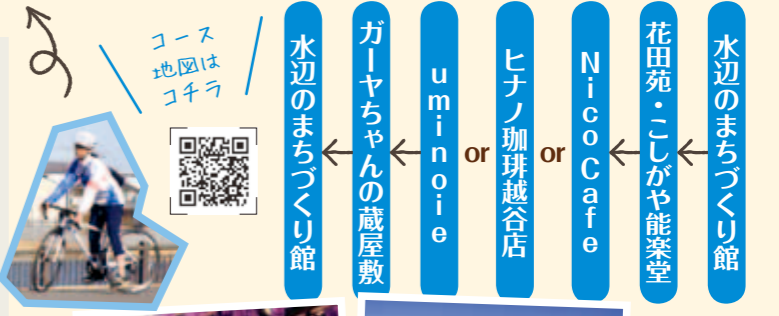 水辺のまちづくり館
花田苑・こしがや能楽堂
NicoCafe
or
ヒナノ珈琲越谷店
or
uminoie
ガーヤちゃんの蔵屋敷
水辺のまちづくり館
コース
地図は
コチラ